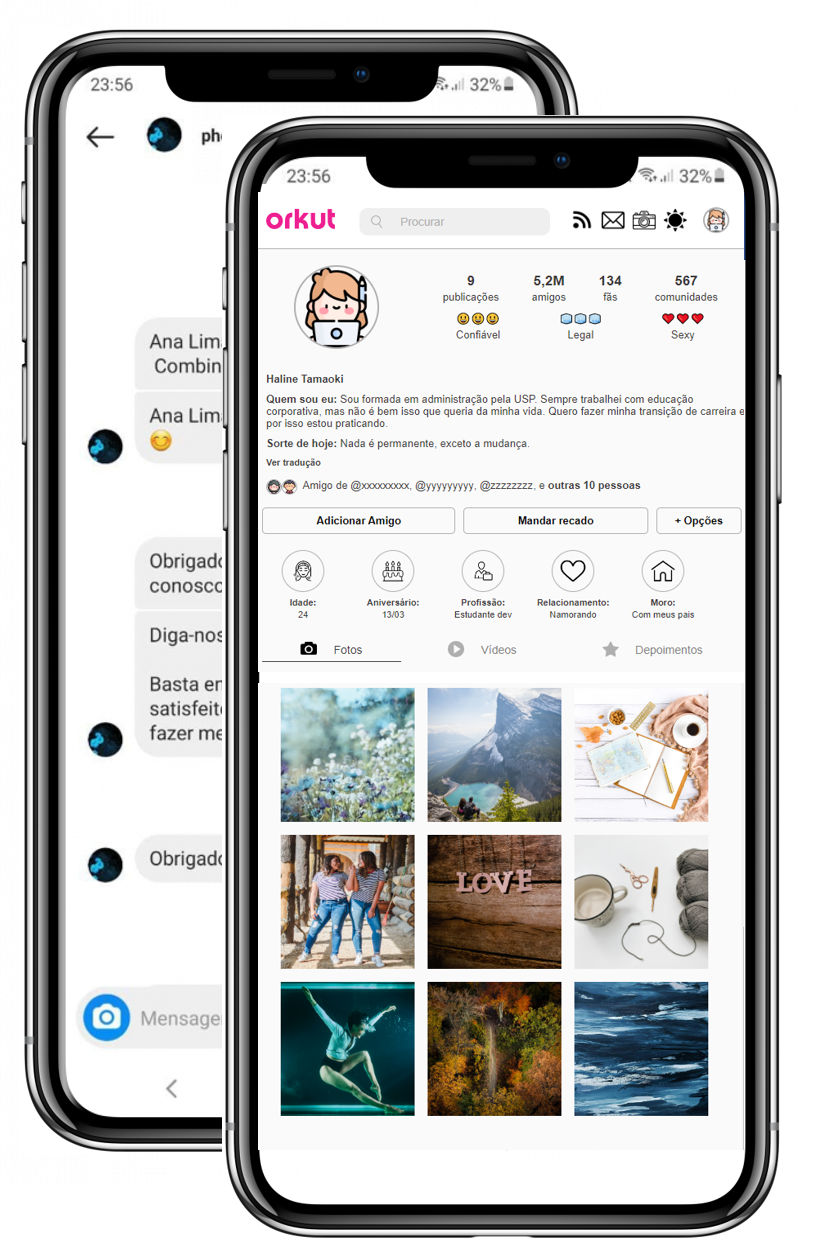 23:56
32%
Ana Lima
Combin
Ana Lima
Obrigado
conosco
Diga-nos
Basta en
satisfeito
fazer me
Obrigado
Mensage
23:56
32%
orkut
Procurar
9
5,2M
134
567
publicações
amigos
fãs
comunidades
Confiável
Legal
Sexy
Haline Tamaoki
Quem sou eu: Sou formada em administração pela USP. Sempre trabalhei com educação
corporativa, mas não é bem isso que queria da minha vida. Quero fazer minha transição de carreira e
por isso estou praticando.
Sorte de hoje: Nada é permanente, exceto a mudança.
Ver tradução
Amigo de @xxxxxxxxx, @yyyyyyyyy, @zzzzzzzz, e outras 10 pessoas
Adicionar Amigo
Mandar recado
+ Opções
Idade:
Aniversário:
Profissão:
Relacionamento:
Moro:
24
13/03
Estudante dev
Namorando
Com meus pais
Fotos
Vídeos
Depoimentos
LOVE